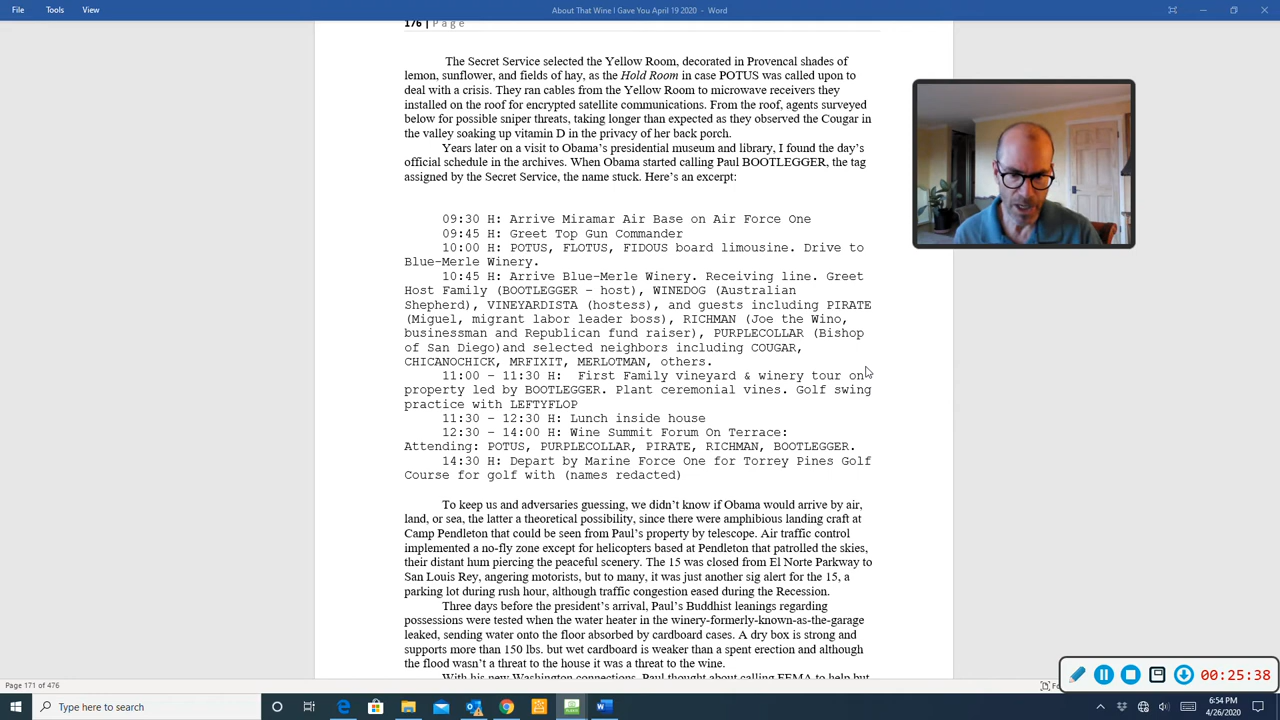 File Tools View About That Wine I Gave You April 19 2020 - Word
176 | Page
The Secret Service selected the Yellow Room, decorated in Provencal shades of
lemon, sunflower, and fields of hay, as the Hold Room in case POTUS was called upon to
deal with a crisis. They ran cables from the Yellow Room to microwave receivers they
installed on the roof for encrypted satellite communications. From the roof, agents surveyed
below for possible sniper threats, taking longer than expected as they observed the Cougar in
the valley soaking up vitamin D in the privacy of her back porch.
Years later on a visit to Obama's presidential museum and library, I found the day's
official schedule in the archives. When Obama started calling Paul BOOTLEGGER, the tag
assigned by the Secret Service, the name stuck. Here's an excerpt:
09:30 H: Arrive Miramar Air Base on Air Force One
09:45 H: Greet Top Gun Commander
10:00 H: POTUS, FLOTUS, FIDOUS board limousine. Drive to
Blue-Merle Winery.
10:45 H: Arrive Blue-Merle Winery. Receiving line. Greet
Host Family (BOOTLEGGER – host), WINEDOG (Australian
Shepherd), VINEYARDISTA (hostess), and guests including PIRATE
(Miguel, migrant labor leader boss), RICHMAN (Joe the Wino,
businessman and Republican fund raiser), PURPLECOLLAR (Bishop
of San Diego)and selected neighbors including COUGAR,
CHICANOCHICK, MRFIXIT, MERLOTMAN, others.
11:00 – 11:30 H: First Family vineyard & winery tour on
property led by BOOTLEGGER. Plant ceremonial vines. Golf swing
practice with LEFTYFLOP
11:30 – 12:30 H: Lunch inside house
12:30 – 14:00 H: Wine Summit Forum On Terrace:
Attending: POTUS, PURPLECOLLAR, PIRATE, RICHMAN, BOOTLEGGER.
14:30 H: Depart by Marine Force One for Torrey Pines Golf
Course for golf with (names redacted)
To keep us and adversaries guessing, we didn't know if Obama would arrive by air,
land, or sea, the latter a theoretical possibility, since there were amphibious landing craft at
Camp Pendleton that could be seen from Paul's property by telescope. Air traffic control
implemented a no-fly zone except for helicopters based at Pendleton that patrolled the skies,
their distant hum piercing the peaceful scenery. The 15 was closed from El Norte Parkway to
San Louis Rey, angering motorists, but to many, it was just another sig alert for the 15, a
parking lot during rush hour, although traffic congestion eased during the Recession.
Three days before the president's arrival, Paul's Buddhist leanings regarding
possessions were tested when the water heater in the winery-formerly-known-as-the-garage
leaked, sending water onto the floor absorbed by cardboard cases. A dry box is strong and
supports more than 150 lbs. but wet cardboard is weaker than a spent erection and although
the flood wasn't a threat to the house it was a threat to the wine.
With his new Washington connections, Paul thought about calling FEMA to help but
Page 171 of 476
00:25:38
Type here to search
6:54 PM
4/26/2020